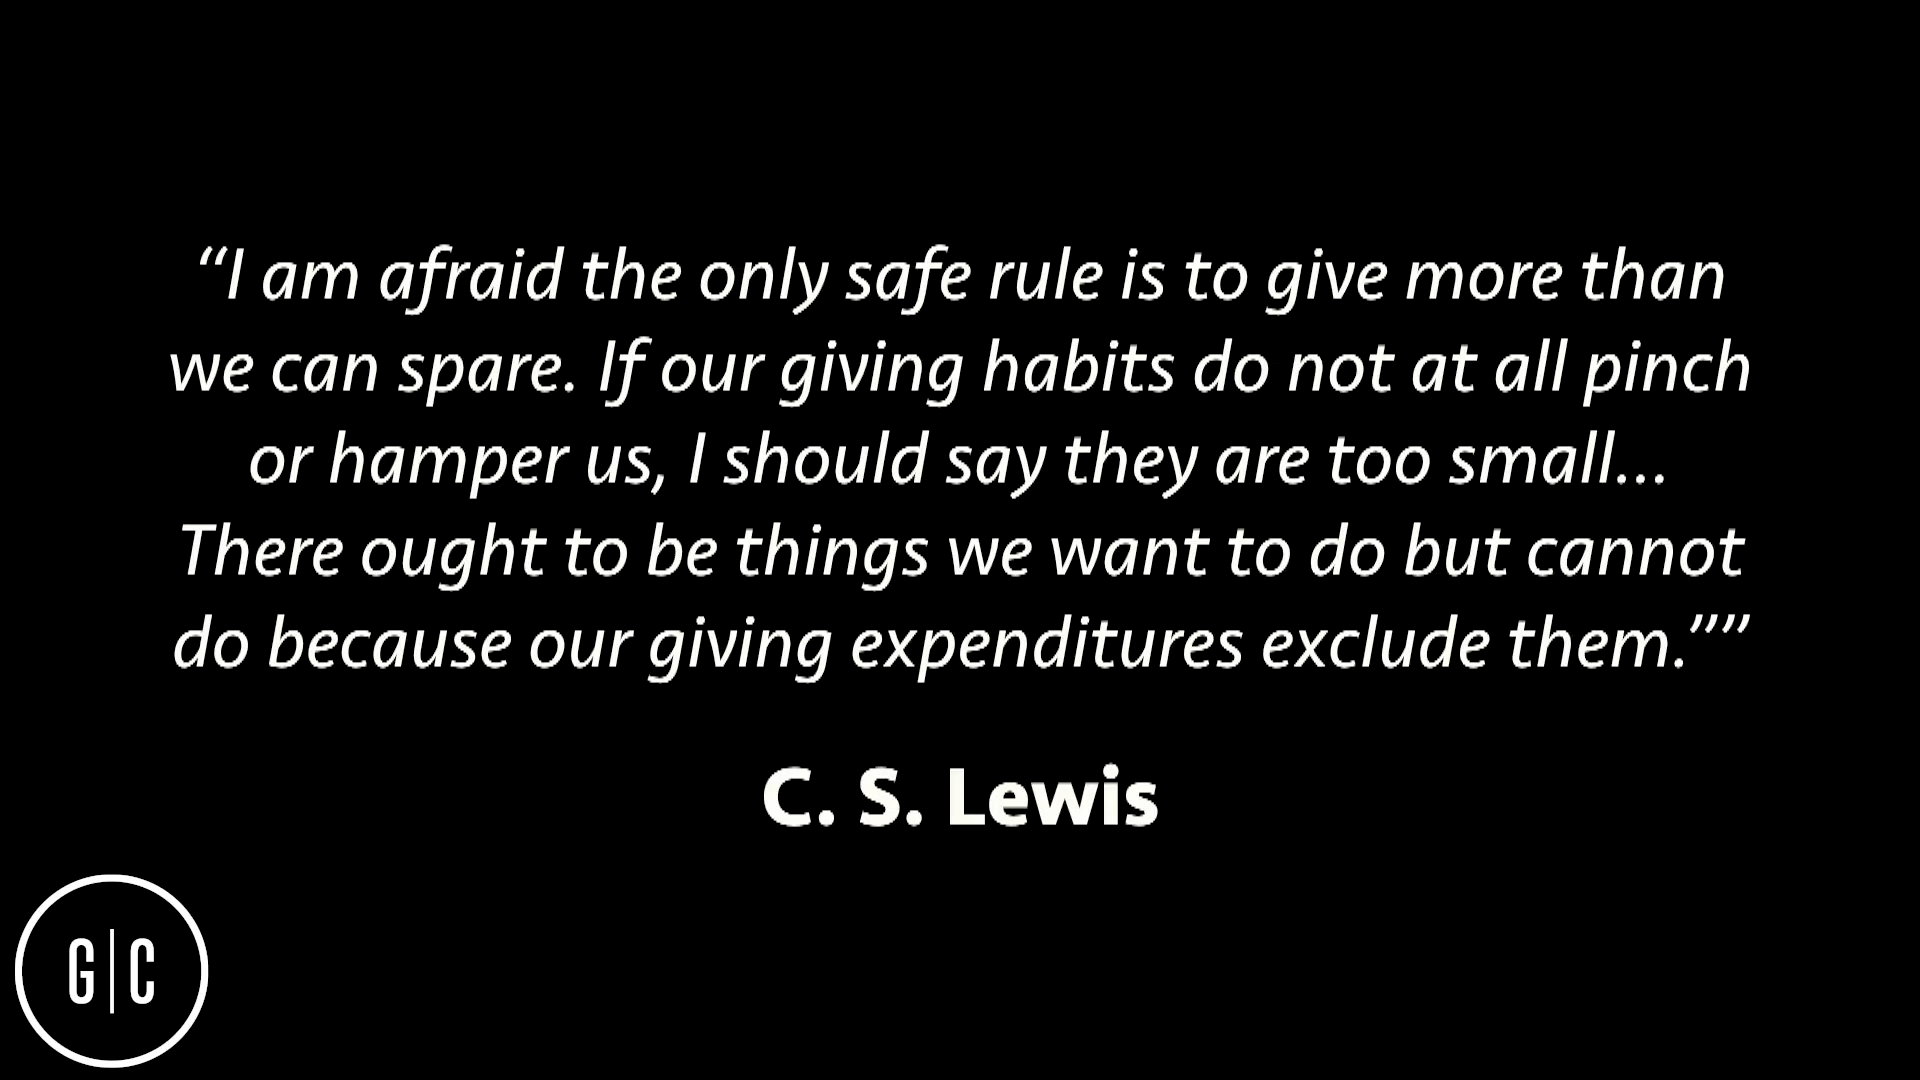 “I am afraid the only safe rule is to give more than
we can spare. If our giving habits do not at all pinch
or hamper us, I should say they are too small...
There ought to be things we want to do but cannot
do because our giving expenditures exclude them.””
C. S. Lewis
G|C